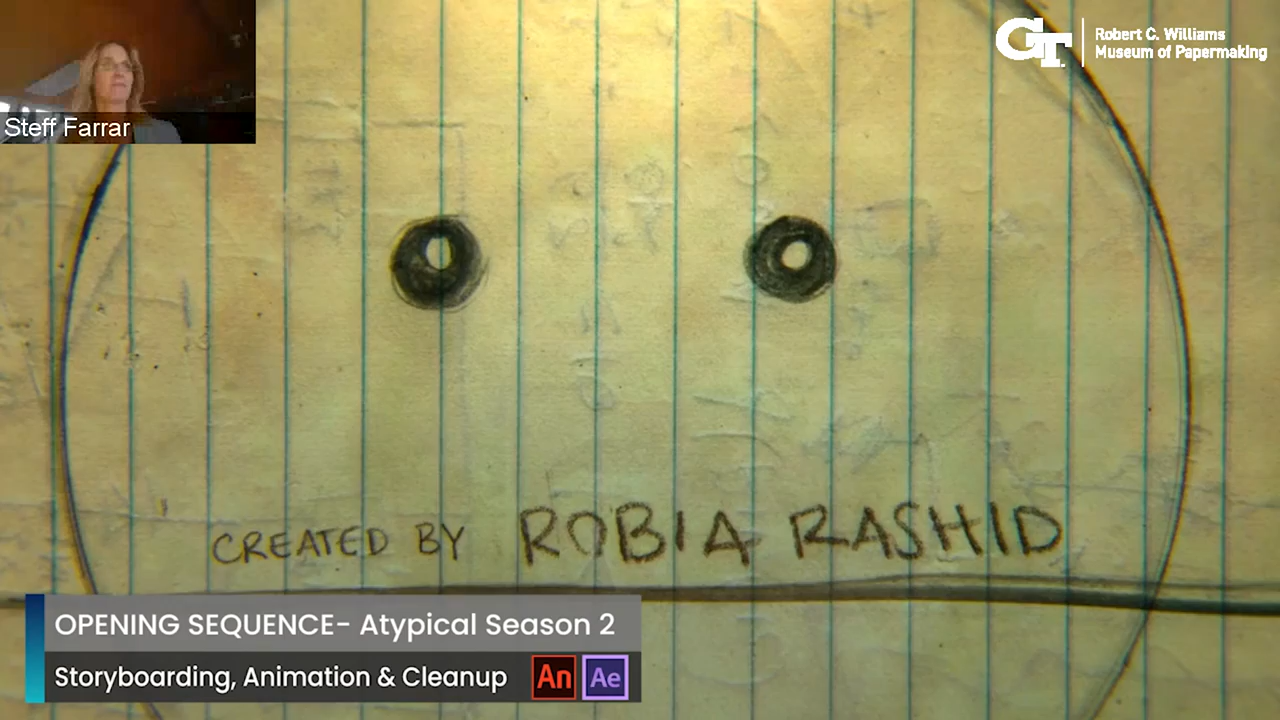 Steff Farrar
GT
Robert C. Williams
Museum of Papermaking
CREATED BY ROBIA RASHID
OPENING SEQUENCE- Atypical Season 2
Storyboarding, Animation & Cleanup An Ae